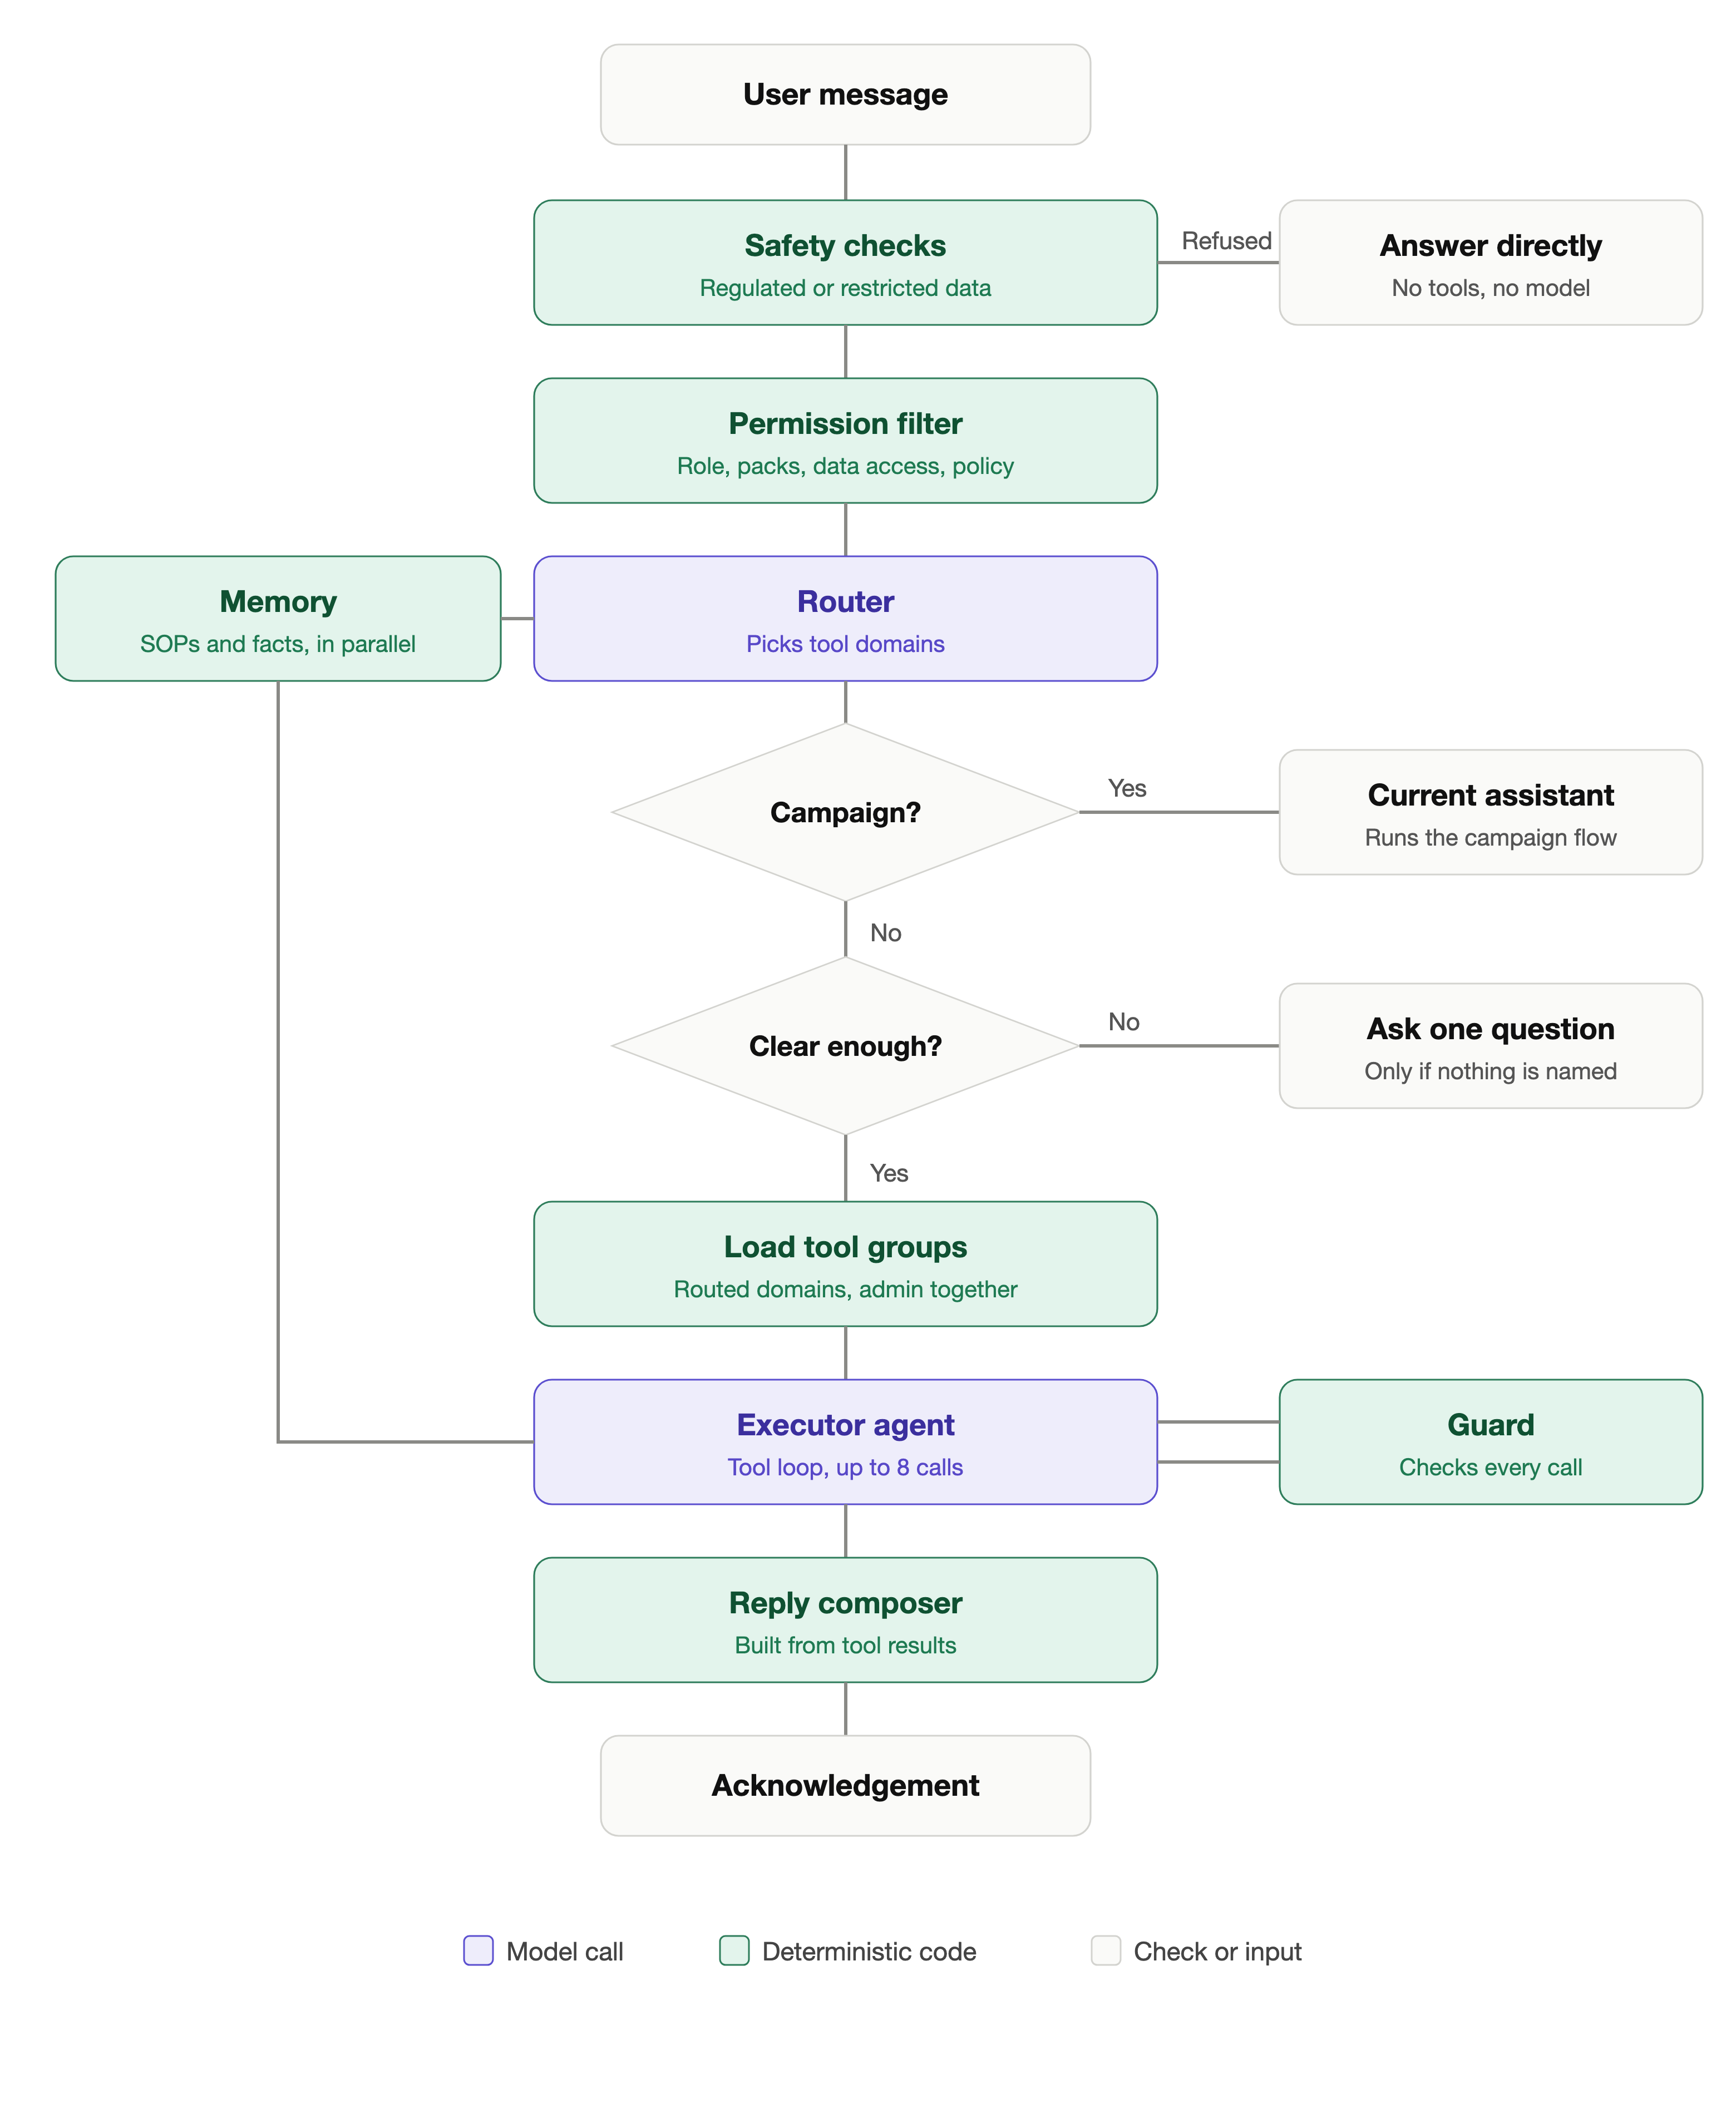 User message
Safety checks
Regulated or restricted data
Refused
Answer directly
No tools, no model
Permission filter
Role, packs, data access, policy
Memory
SOPs and facts, in parallel
Router
Picks tool domains
Campaign?
Yes
Current assistant
Runs the campaign flow
No
Clear enough?
No
Ask one question
Only if nothing is named
Yes
Load tool groups
Routed domains, admin together
Executor agent
Tool loop, up to 8 calls
Guard
Checks every call
Reply composer
Built from tool results
Acknowledgement
Model call
Deterministic code
Check or input